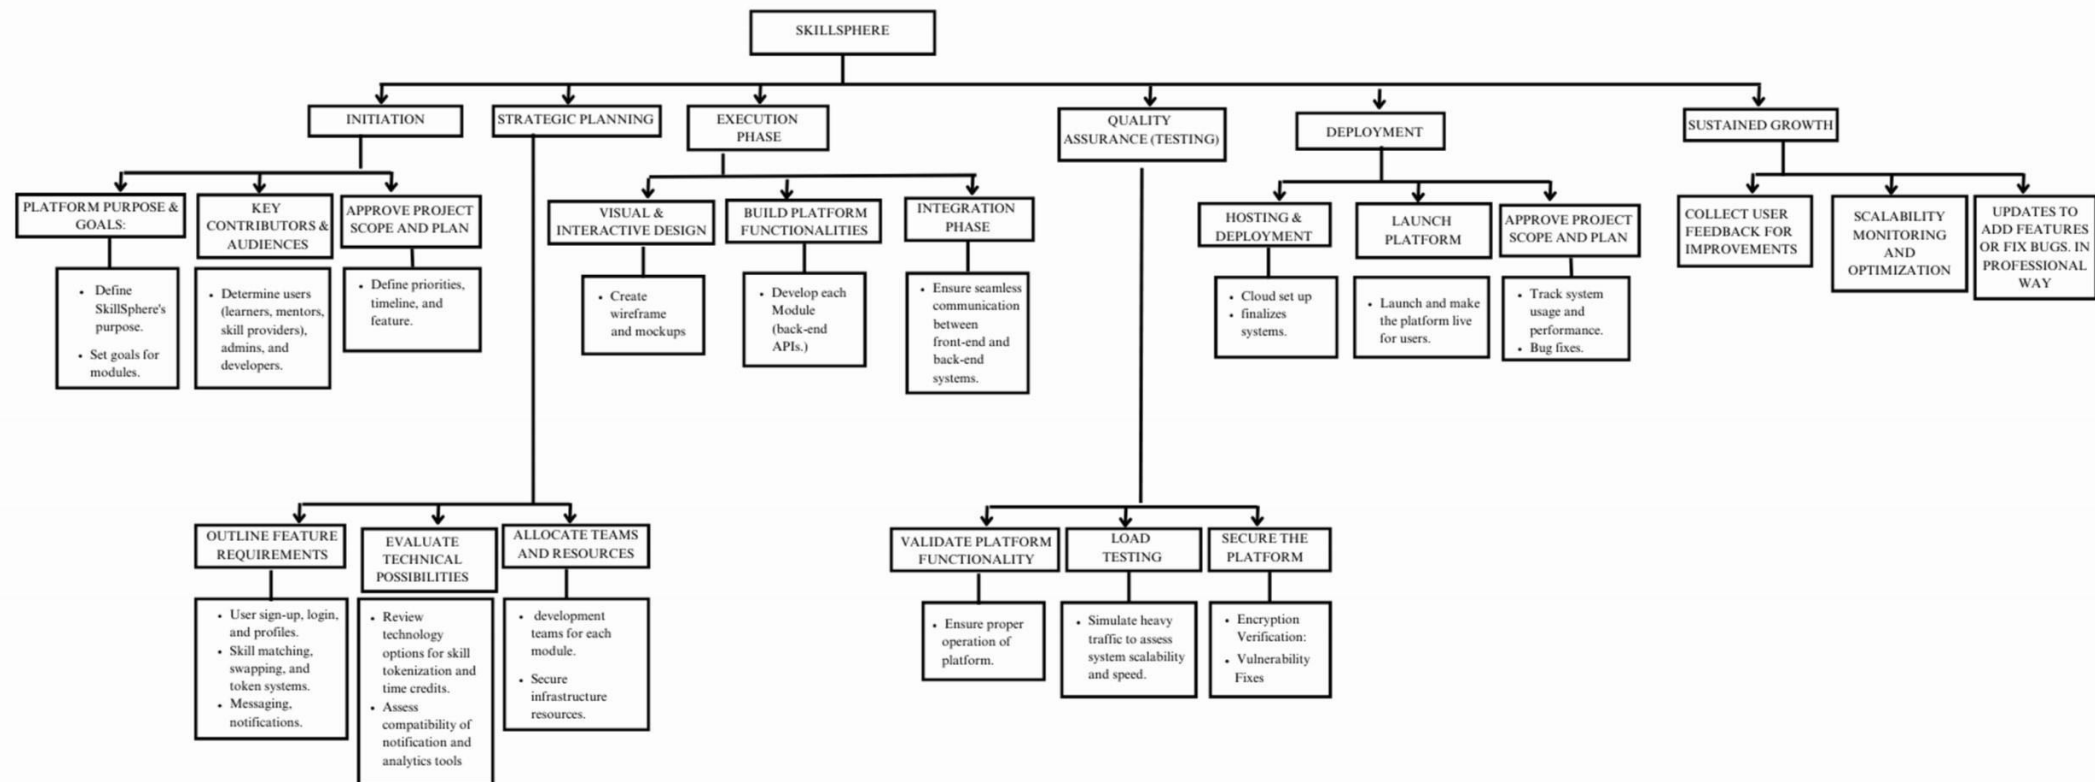 SKILLSPHERE
INITIATION
STRATEGIC PLANNING
EXECUTION
PHASE
QUALITY
ASSURANCE (TESTING)
DEPLOYMENT
SUSTAINED GROWTH
PLATFORM PURPOSE &
GOALS:
KEY
CONTRIBUTORS &
AUDIENCES
APPROVE PROJECT
SCOPE AND PLAN
VISUAL &
INTERACTIVE DESIGN
BUILD PLATFORM
FUNCTIONALITIES
INTEGRATION
PHASE
HOSTING &
DEPLOYMENT
LAUNCH
PLATFORM
APPROVE PROJECT
SCOPE AND PLAN
COLLECT USER
FEEDBACK FOR
IMPROVEMENTS
SCALABILITY
MONITORING
AND
OPTIMIZATION
UPDATES TO
ADD FEATURES
OR FIX BUGS. IN
PROFESSIONAL
WAY
• Define
SkillSphere's
purpose.
• Set goals for
modules.
• Determine users
(learners, mentors,
skill providers),
admins, and
developers.
• Define priorities,
timeline, and
feature.
• Create
wireframe
and mockups
• Develop each
Module
(back-end
APIs.)
• Ensure seamless
communication
between
front-end and
back-end
systems.
• Cloud set up
• finalizes
systems.
• Launch and make
the platform live
for users.
• Track system
usage and
performance.
• Bug fixes.
OUTLINE FEATURE
REQUIREMENTS
EVALUATE
TECHNICAL
POSSIBILITIES
ALLOCATE TEAMS
AND RESOURCES
VALIDATE PLATFORM
FUNCTIONALITY
LOAD
TESTING
SECURE THE
PLATFORM
• User sign-up, login,
and profiles.
• Skill matching,
swapping, and
token systems.
• Messaging,
notifications.
• Review
technology
options for skill
tokenization and
time credits.
• Assess
compatibility of
notification and
analytics tools
• development
teams for each
module.
• Secure
infrastructure
resources.
• Ensure proper
operation of
platform.
• Simulate heavy
traffic to assess
system scalability
and speed.
• Encryption
Verification:
• Vulnerability
Fixes